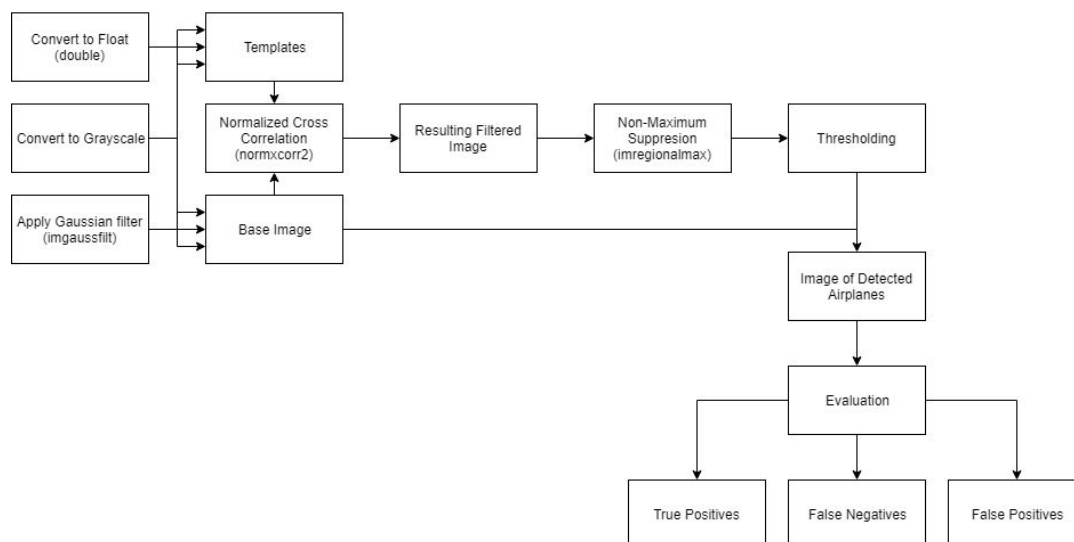 Convert to Float
(double)
Templates
Convert to Grayscale
Normalized Cross
Correlation
(normxcorr2)
Resulting Filtered
Image
Non-Maximum
Suppresion
(imregionalmax)
Thresholding
Apply Gaussian filter
(imgaussfilt)
Base Image
Image of Detected
Airplanes
Evaluation
True Positives
False Negatives
False Positives